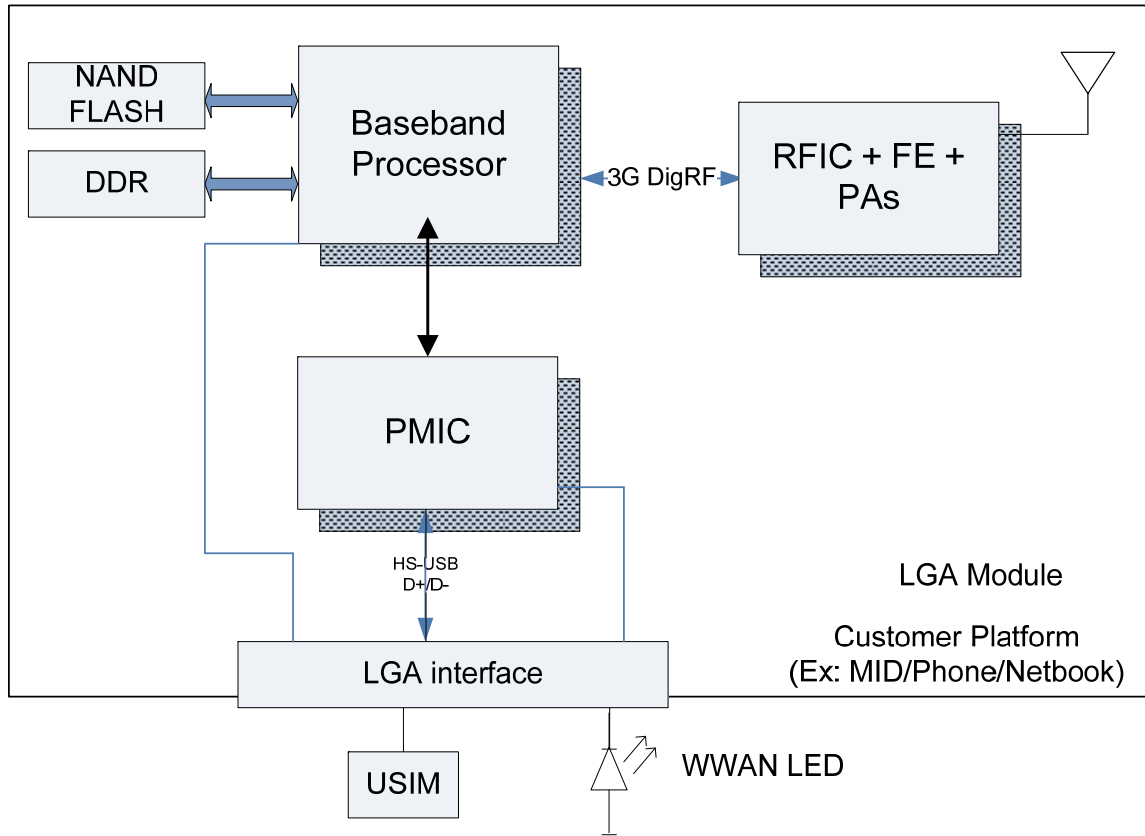 NAND
FLASH
DDR
Baseband
Processor
3G DigRF
RFIC + FE +
PAs
PMIC
HS-USB
D+/D-
LGA Module
Customer Platform
(Ex: MID/Phone/Netbook)
LGA interface
USIM
WWAN LED